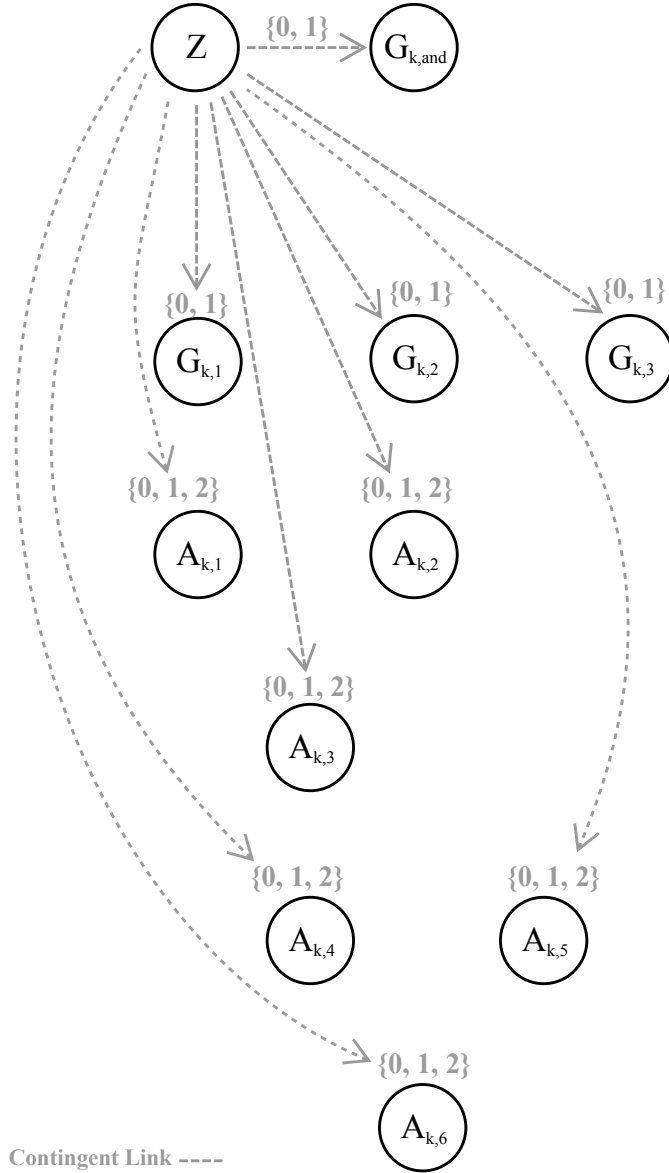 Z {0, 1} G_{k,and}
{0, 1} {0, 1} {0, 1}
G_{k,1} G_{k,2} G_{k,3}
{0, 1, 2} {0, 1, 2}
A_{k,1} A_{k,2}
{0, 1, 2}
A_{k,3}
{0, 1, 2} {0, 1, 2}
A_{k,4} A_{k,5}
{0, 1, 2}
A_{k,6}
Contingent Link ----